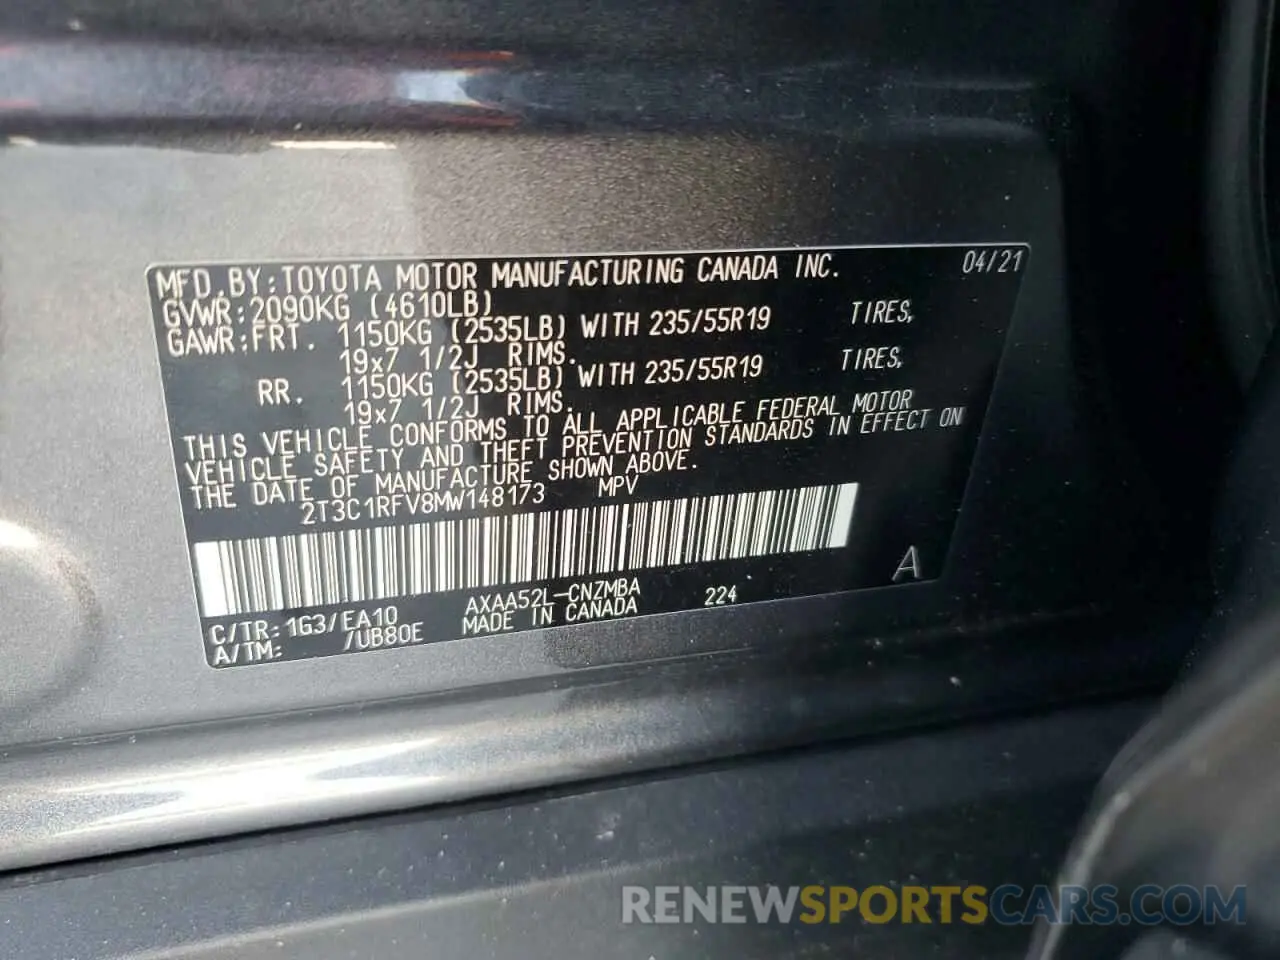 MFD.BY:TOYOTA MOTOR MANUFACTURING CANADA INC. 04/21
GVWR:2090KG (4610LB)
GAWR:FRT. 1150KG (2535LB) WITH 235/55R19 TIRES,
19x7 1/2J RIMS.
RR. 1150KG (2535LB) WITH 235/55R19 TIRES,
19x7 1/2J RIMS.
THIS VEHICLE CONFORMS TO ALL APPLICABLE FEDERAL MOTOR
VEHICLE SAFETY AND THEFT PREVENTION STANDARDS IN EFFECT ON
THE DATE OF MANUFACTURE SHOWN ABOVE.
2T3C1RFV8MW148173 MPV
A
C/TR:1G3/EA10 AXAA52L-CNZMBA 224
A/TM: /UB80E MADE IN CANADA
RENEWSPORTSCARS.COM